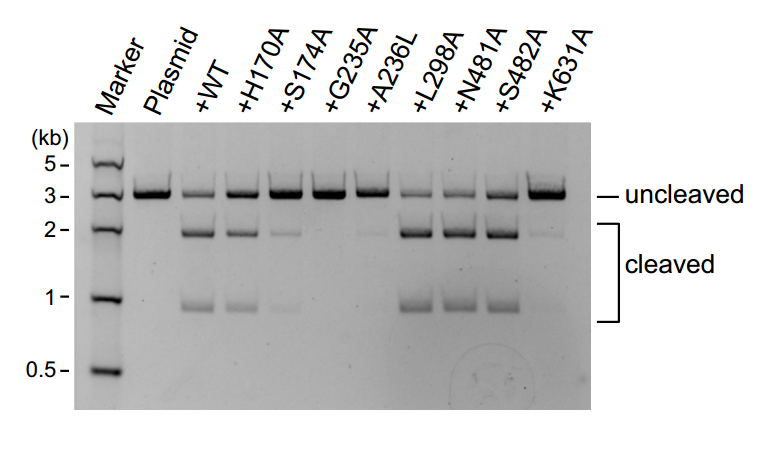 Marker
Plasmid
+WT
+H170A
+S174A
+G235A
+A236L
+L298A
+N481A
+S482A
+K631A
(kb)
5
3
2
1
0.5
uncleaved
cleaved